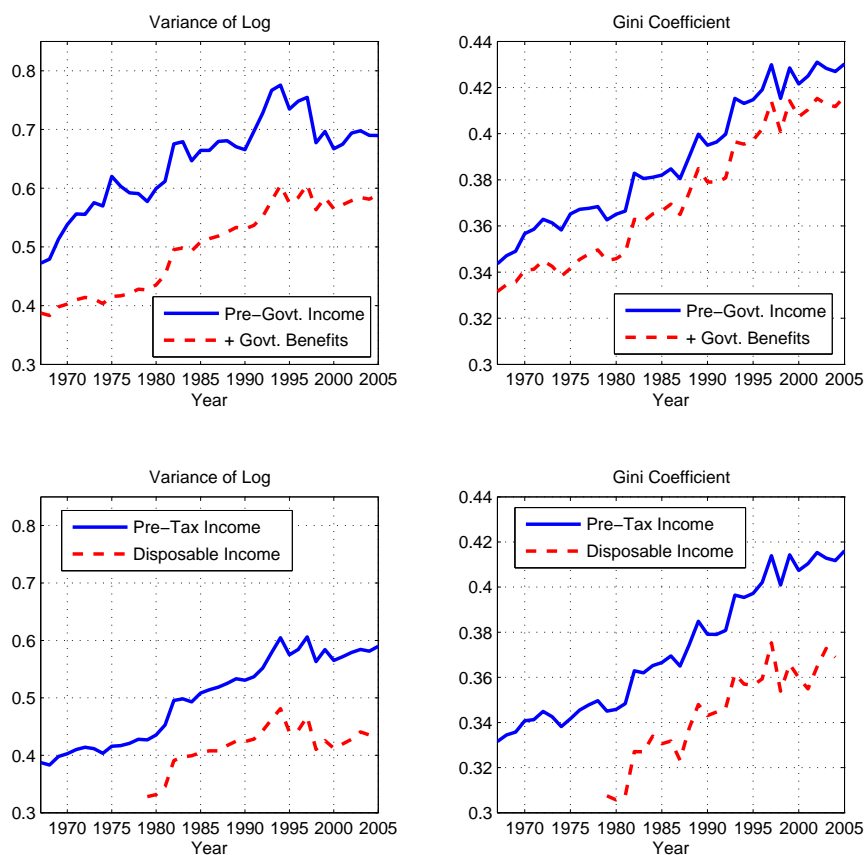 Variance of Log
0.8
0.7
0.6
0.5
0.4
0.3
1970 1975 1980 1985 1990 1995 2000 2005
Year
Pre-Govt. Income
+ Govt. Benefits
Gini Coefficient
0.44
0.42
0.4
0.38
0.36
0.34
0.32
0.3
1970 1975 1980 1985 1990 1995 2000 2005
Year
Pre-Govt. Income
+ Govt. Benefits
Variance of Log
0.8
0.7
0.6
0.5
0.4
0.3
1970 1975 1980 1985 1990 1995 2000 2005
Year
Pre-Tax Income
Disposable Income
Gini Coefficient
0.44
0.42
0.4
0.38
0.36
0.34
0.32
0.3
1970 1975 1980 1985 1990 1995 2000 2005
Year
Pre-Tax Income
Disposable Income